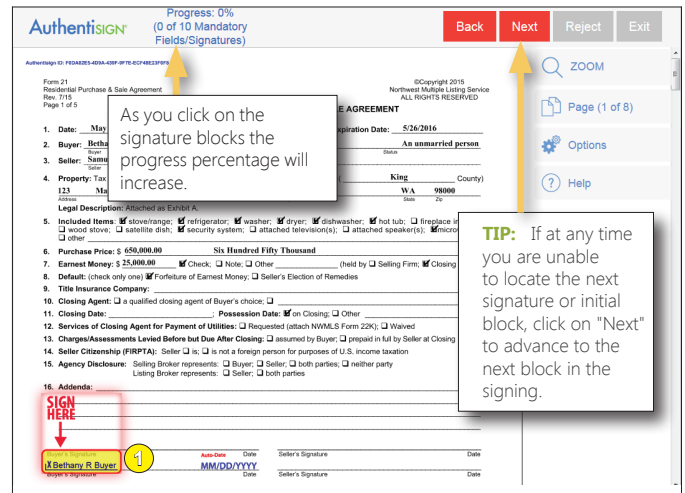 AUTHENTISIGN®
Progress: 0%
(0 of 10 Mandatory
Fields/Signatures)
Back Next Reject Exit
Authentisign ID:
Form 21
Residential Purchase & Sale Agreement
Rev. 7/15
Page 1 of 5
©Copyright 2015
Northwest Multiple Listing Service
ALL RIGHTS RESERVED
ZOOM
Page (1 of 8)
Options
Help
As you click on the
signature blocks the
progress percentage will
increase.
E AGREEMENT
1. Date: May xpiration Date: 5/26/2016
2. Buyer: Betha An unmarried person
Buyer Status
3. Seller: Samu
Seller
4. Property: Tax ( King County)
123 Ma WA 98000
Address State Zip
Legal Description: Attached as Exhibit A.
5. Included Items: stove/range; refrigerator; washer; dryer; dishwasher; hot tub; fireplace in
wood stove; satellite dish; security system; attached television(s); attached speaker(s); microw
other
6. Purchase Price: $ 650,000.00 Six Hundred Fifty Thousand
7. Earnest Money: $ 25,000.00 Check; Note; Other (held by Selling Firm; Closing
8. Default: (check only one) Forfeiture of Earnest Money; Seller's Election of Remedies
9. Title Insurance Company:
10. Closing Agent: a qualified closing agent of Buyer's choice;
11. Closing Date: ; Possession Date: on Closing; Other
12. Services of Closing Agent for Payment of Utilities: Requested (attach NWMLS Form 22K); Waived
13. Charges/Assessments Levied Before but Due After Closing: assumed by Buyer; prepaid in full by Seller at Closing
14. Seller Citizenship (FIRPTA): Seller is; is not a foreign person for purposes of U.S. income taxation
15. Agency Disclosure: Selling Broker represents: Buyer; Seller; both parties; neither party
Listing Broker represents: Seller; both parties
16. Addenda:
TIP: If at any time
you are unable
to locate the next
signature or initial
block, click on "Next"
to advance to the
next block in the
signing.
SIGN
HERE
Buyer's Signature Auto-Date Date Seller's Signature Date
X Bethany R Buyer 1 MM/DD/YYYY
Buyer's Signature Date Seller's Signature Date